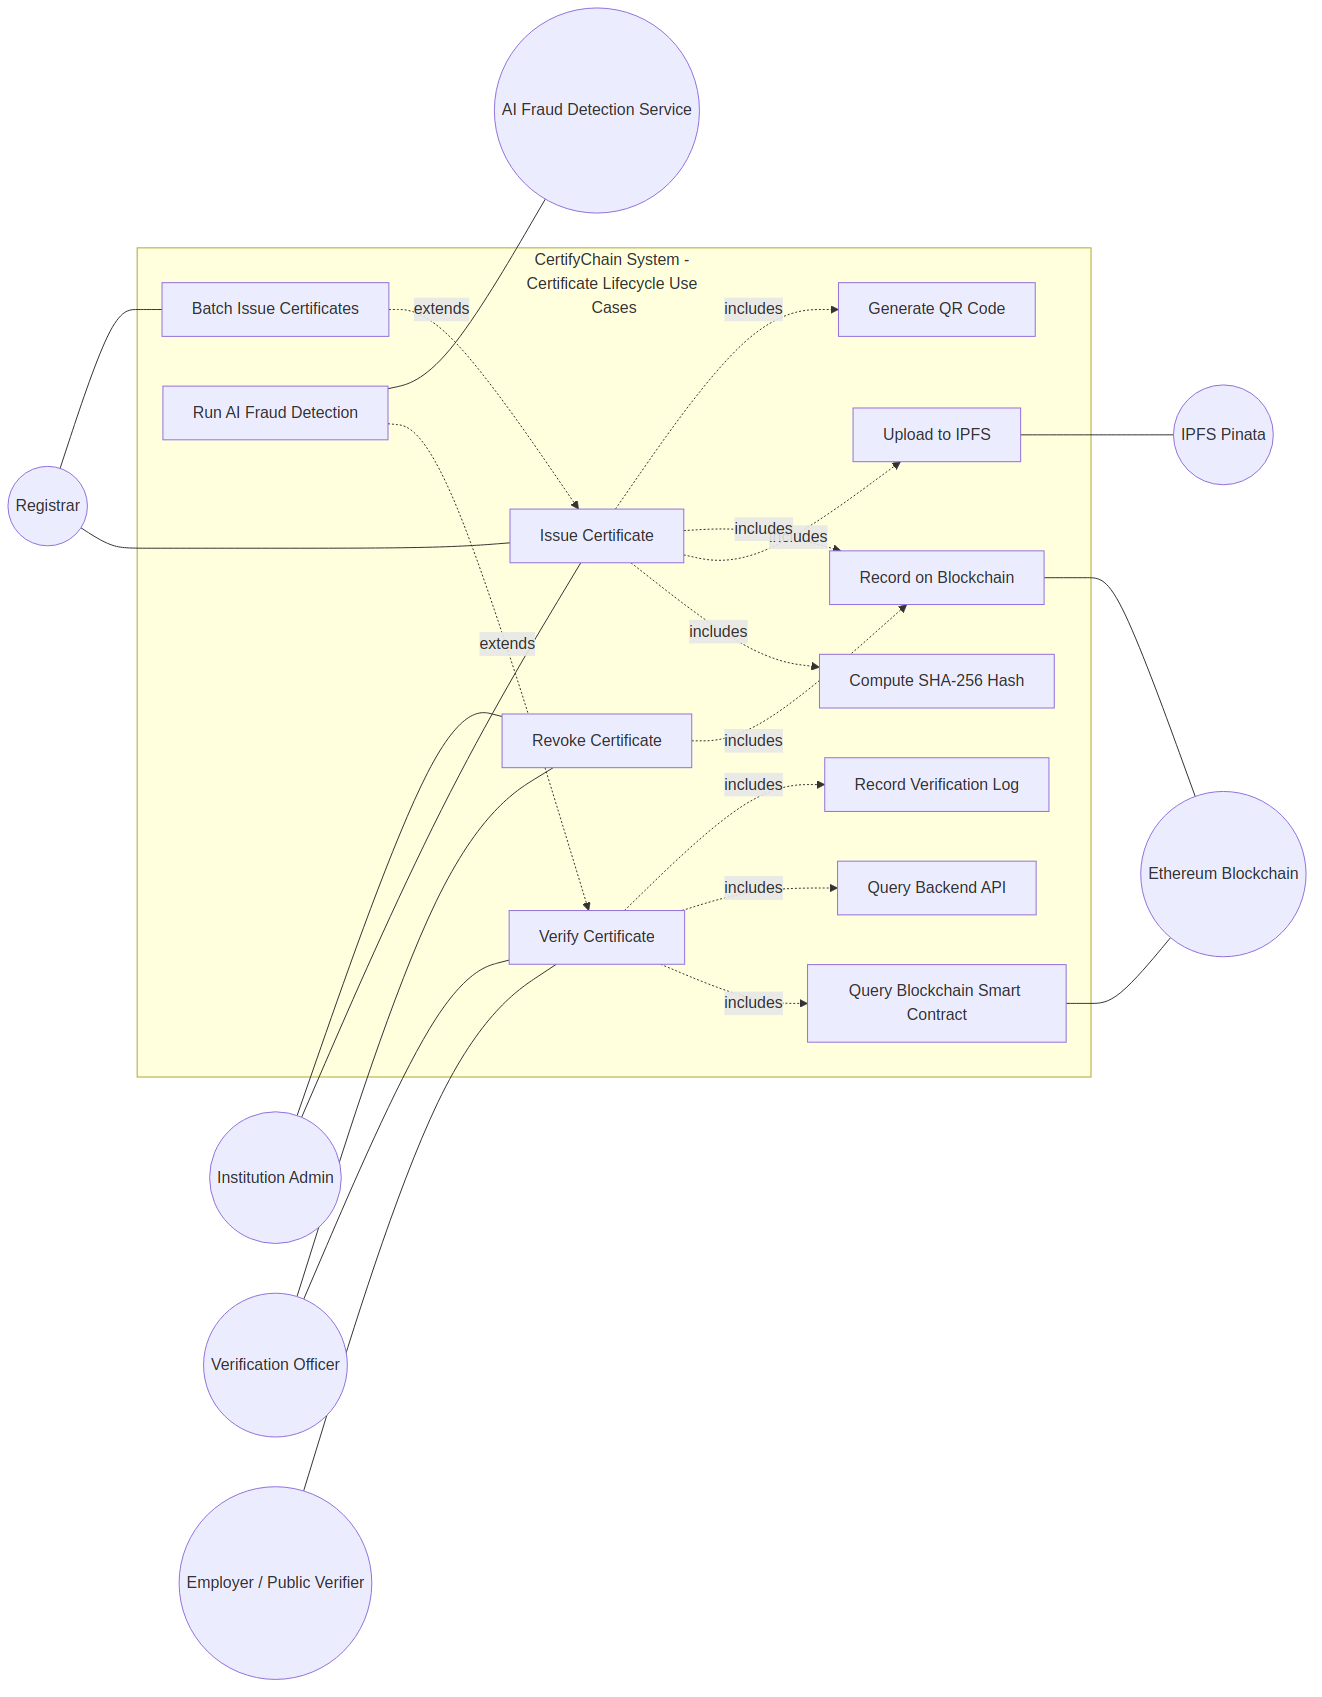 AI Fraud Detection Service
CertifyChain System -
Certificate Lifecycle Use
Cases
Batch Issue Certificates
extends
includes
Generate QR Code
Run AI Fraud Detection
Upload to IPFS
IPFS Pinata
Registrar
Issue Certificate
includes
includes
Record on Blockchain
includes
extends
Compute SHA-256 Hash
Revoke Certificate
includes
includes
Record Verification Log
Ethereum Blockchain
includes
Query Backend API
Verify Certificate
includes
Query Blockchain Smart
Contract
Institution Admin
Verification Officer
Employer / Public Verifier